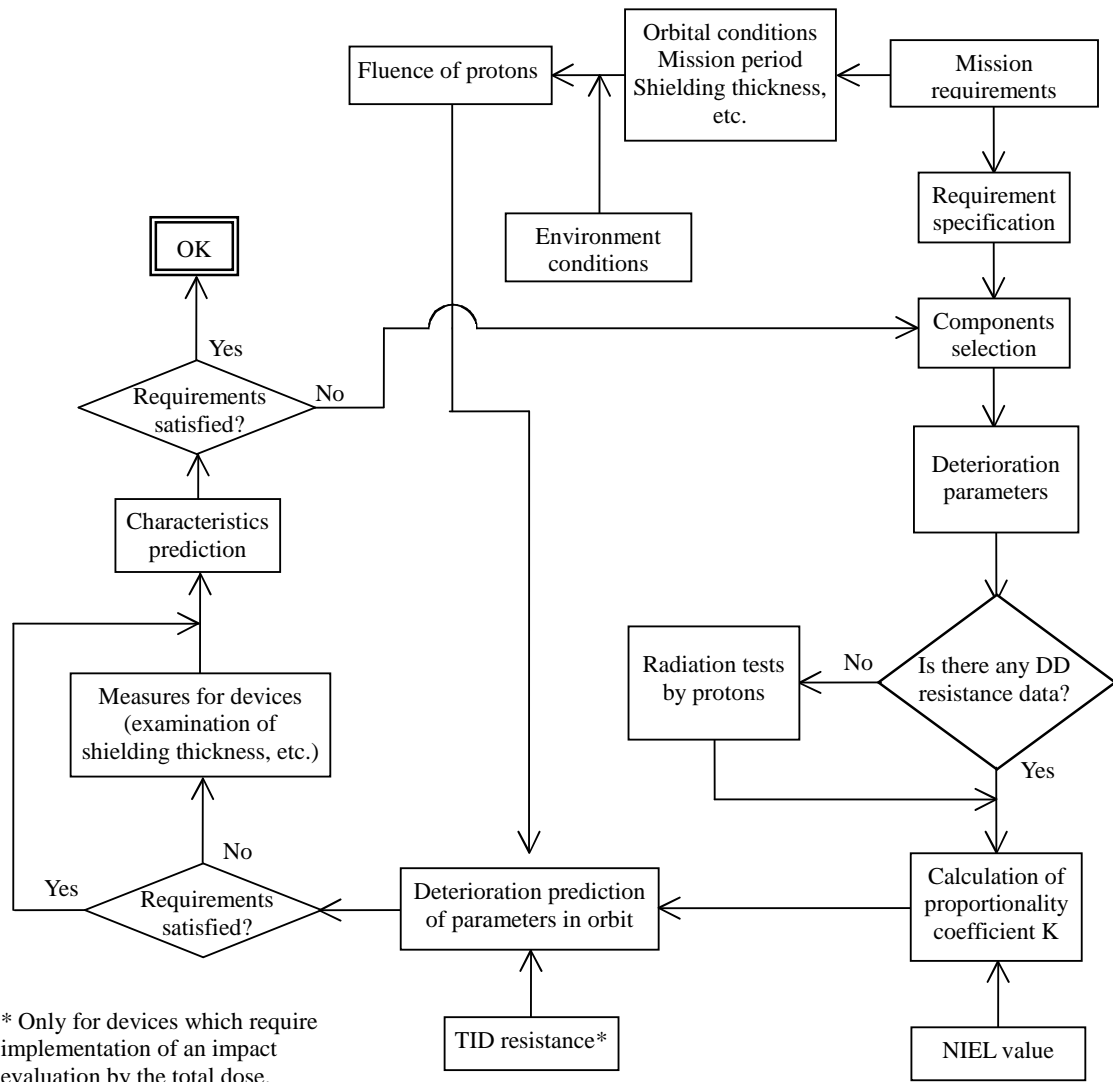 Orbital conditions
Mission period
Shielding thickness,
etc.
Fluence of protons
Mission
requirements
Requirement
specification
Environment
conditions
OK
Components
selection
Yes
No
Requirements
satisfied?
Deterioration
parameters
Characteristics
prediction
Is there any DD
resistance data?
No
Yes
Radiation tests
by protons
Measures for devices
(examination of
shielding thickness, etc.)
No
Yes
Requirements
satisfied?
Deterioration prediction
of parameters in orbit
Calculation of
proportionality
coefficient K
* Only for devices which require
implementation of an impact
evaluation by the total dose.
TID resistance*
NIEL value